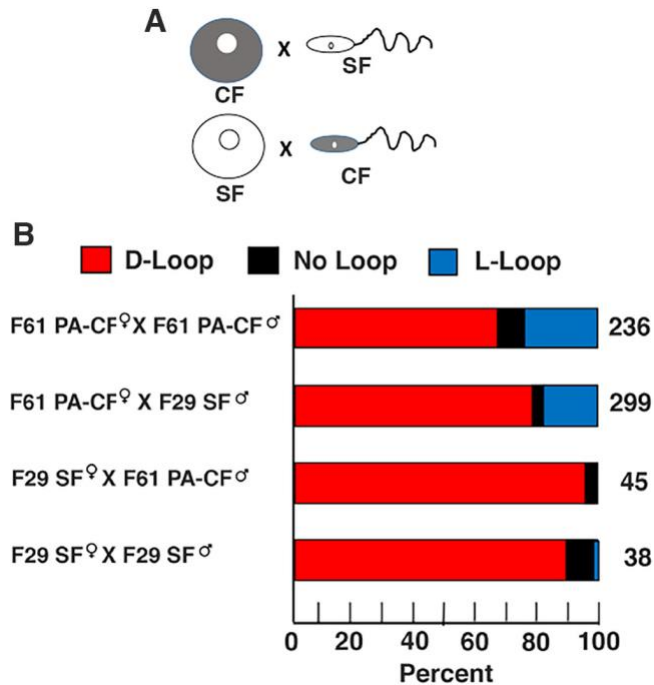 A
X
CF
SF
X
SF
CF
B
D-Loop No Loop L-Loop
F61 PA-CF♀X F61 PA-CF♂ 236
F61 PA-CF♀ X F29 SF♂ 299
F29 SF♀X F61 PA-CF♂ 45
F29 SF♀X F29 SF♂ 38
0 20 40 60 80 100
Percent